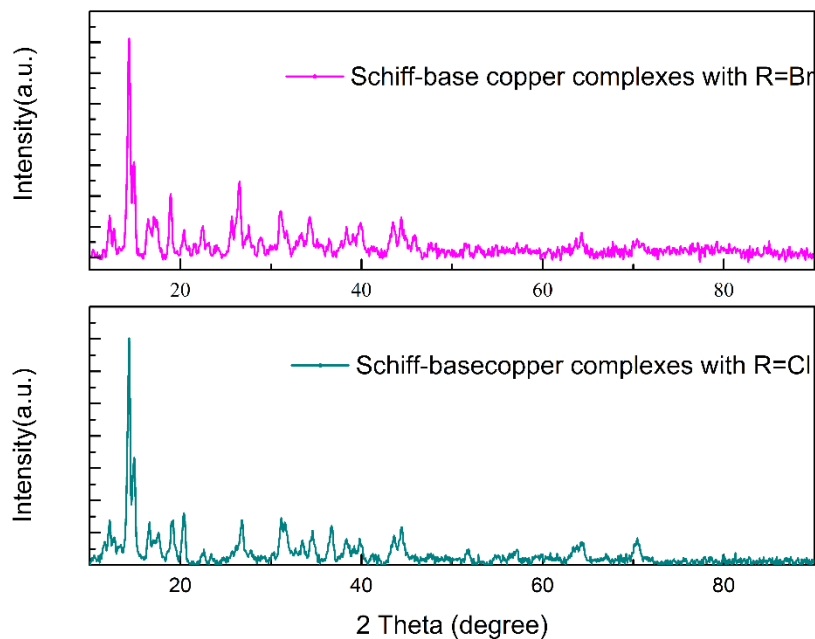 Intensity(a.u.)
Schiff-base copper complexes with R=Br
20 40 60 80
Intensity(a.u.)
Schiff-basecopper complexes with R=Cl
20 40 60 80
2 Theta (degree)